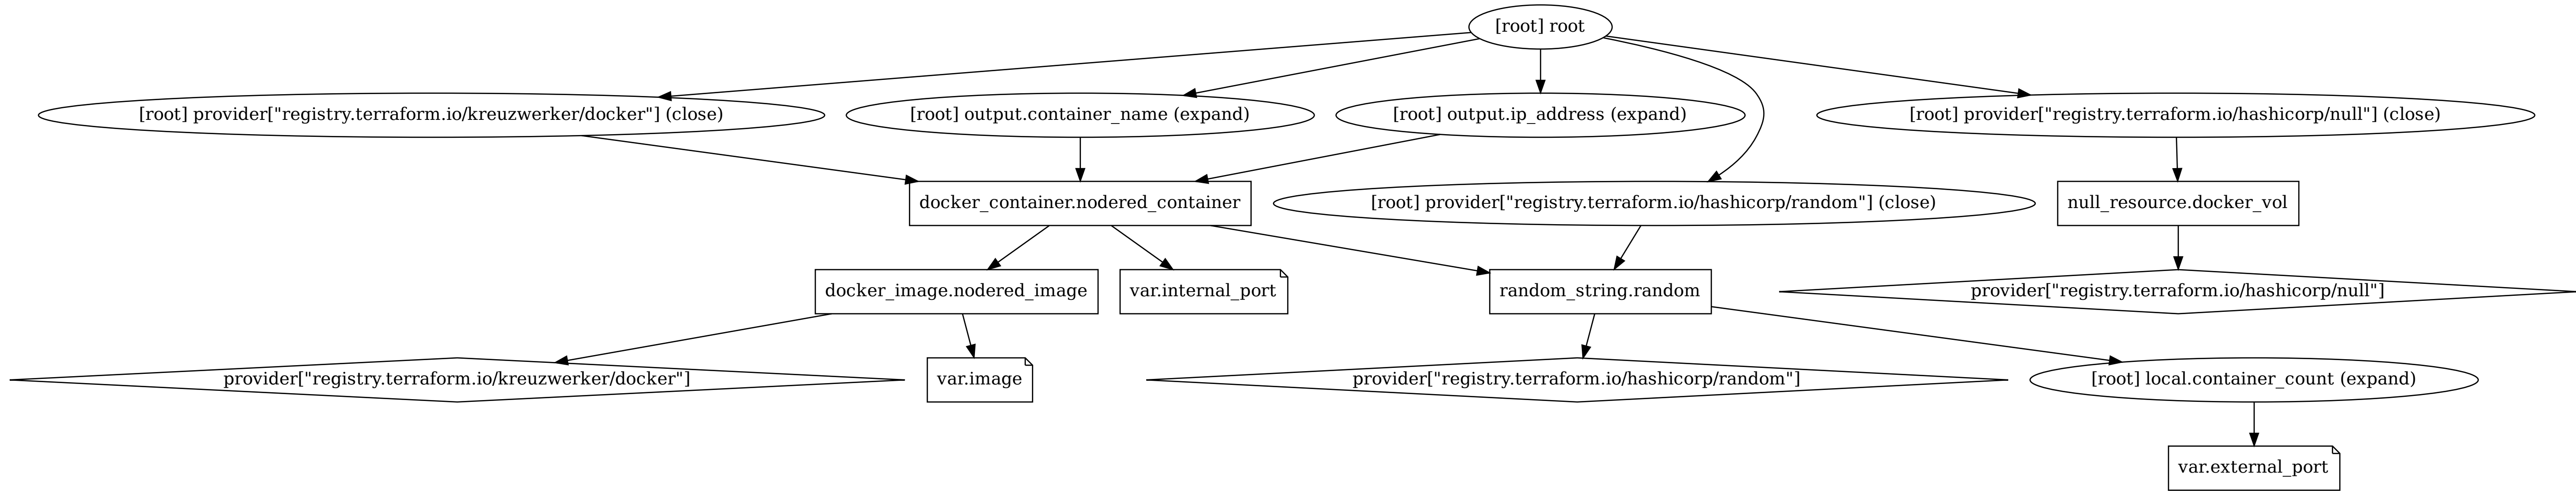 [root] root
[root] provider["registry.terraform.io/kreuzwerker/docker"] (close)
[root] output.container_name (expand)
[root] output.ip_address (expand)
[root] provider["registry.terraform.io/hashicorp/null"] (close)
docker_container.nodered_container
[root] provider["registry.terraform.io/hashicorp/random"] (close)
null_resource.docker_vol
docker_image.nodered_image
var.internal_port
random_string.random
provider["registry.terraform.io/hashicorp/null"]
provider["registry.terraform.io/kreuzwerker/docker"]
var.image
provider["registry.terraform.io/hashicorp/random"]
[root] local.container_count (expand)
var.external_port